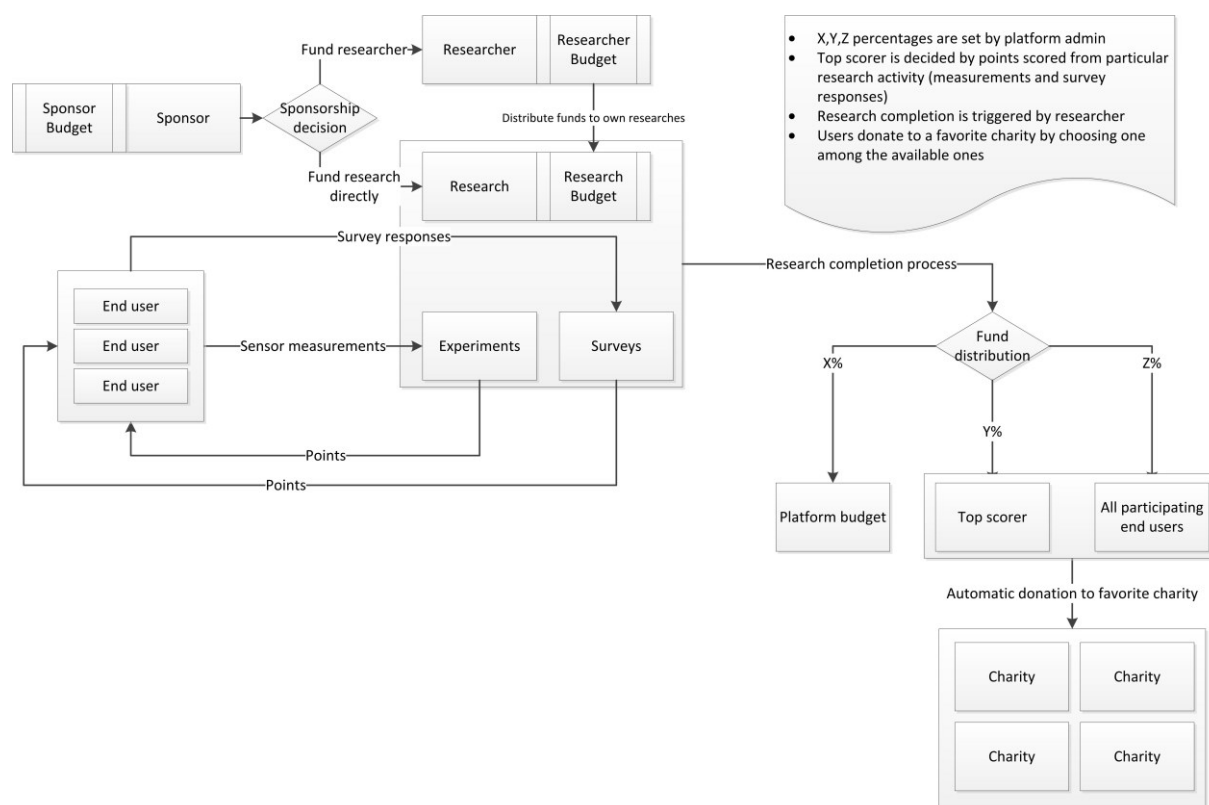 Fund researcher
Researcher
Researcher
Budget
Sponsor
Budget
Sponsor
Sponsorship
decision
Distribute funds to own researches
Fund research
directly
Research
Research
Budget
• X,Y,Z percentages are set by platform admin
• Top scorer is decided by points scored from particular
research activity (measurements and survey
responses)
• Research completion is triggered by researcher
• Users donate to a favorite charity by choosing one
among the available ones
Survey responses
End user
End user
End user
Sensor measurements
Experiments
Surveys
Points
Points
Research completion process
Fund
distribution
X%
Y%
Z%
Platform budget
Top scorer
All participating
end users
Automatic donation to favorite charity
Charity
Charity
Charity
Charity